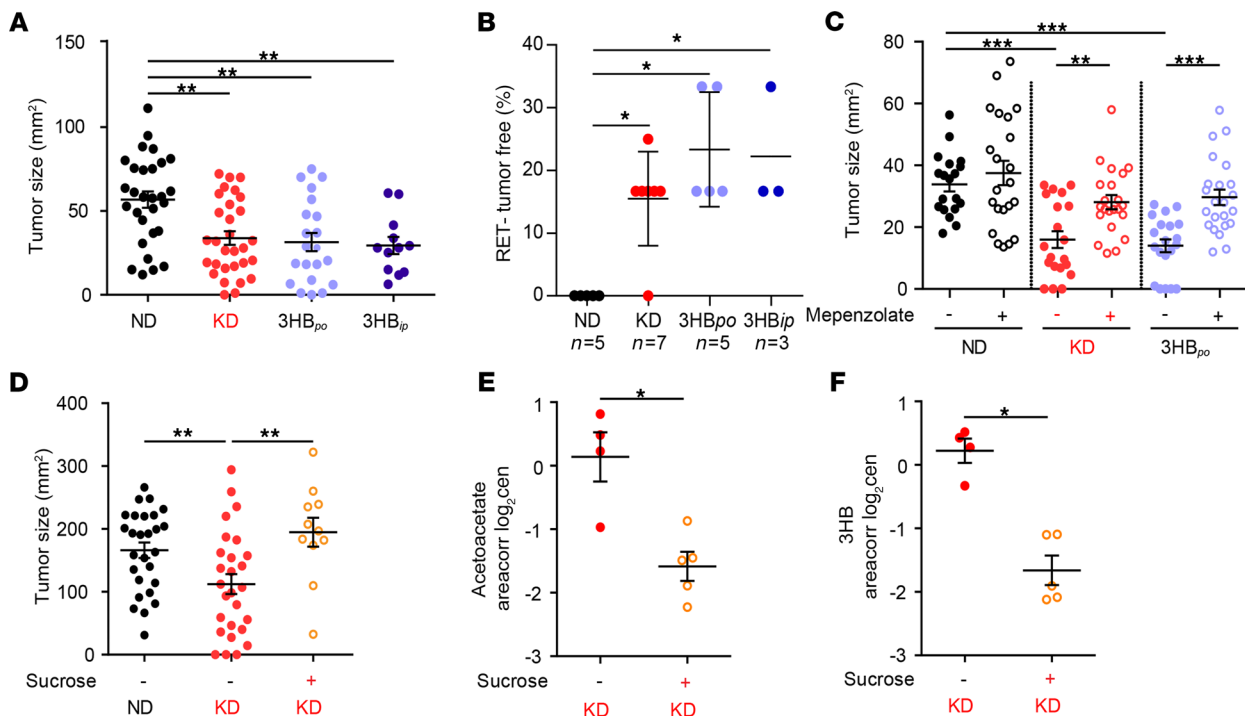 A
Tumor size (mm²)
150
100
50
0
** 
**
**
ND
KD
3HBpo
3HBip
B
RET- tumor free (%)
40
30
20
10
0
*
*
*
ND
n=5
KD
n=7
3HBpo
n=5
3HBip
n=3
C
Tumor size (mm²)
80
60
40
20
0
***
***
**
***
Mepenzolate - + - + - +
ND KD 3HBpo
D
Tumor size (mm²)
400
300
200
100
0
** **
Sucrose - - +
ND KD KD
E
Acetoacetate
areacorr log₂cen
1
0
-1
-2
-3
*
Sucrose - +
KD KD
F
3HB
areacorr log₂cen
1
0
-1
-2
-3
*
Sucrose - +
KD KD